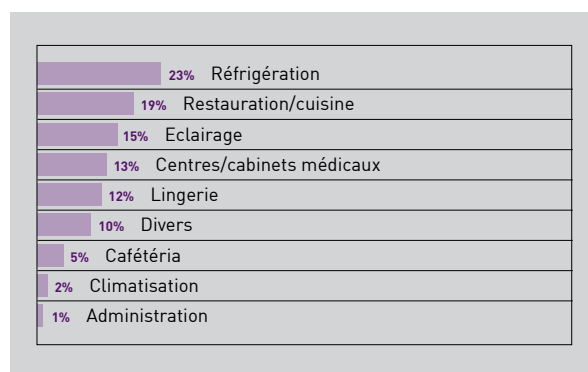 23% Réfrigération
19% Restauration/cuisine
15% Eclairage
13% Centres/cabinets médicaux
12% Lingerie
10% Divers
5% Cafétéria
2% Climatisation
1% Administration